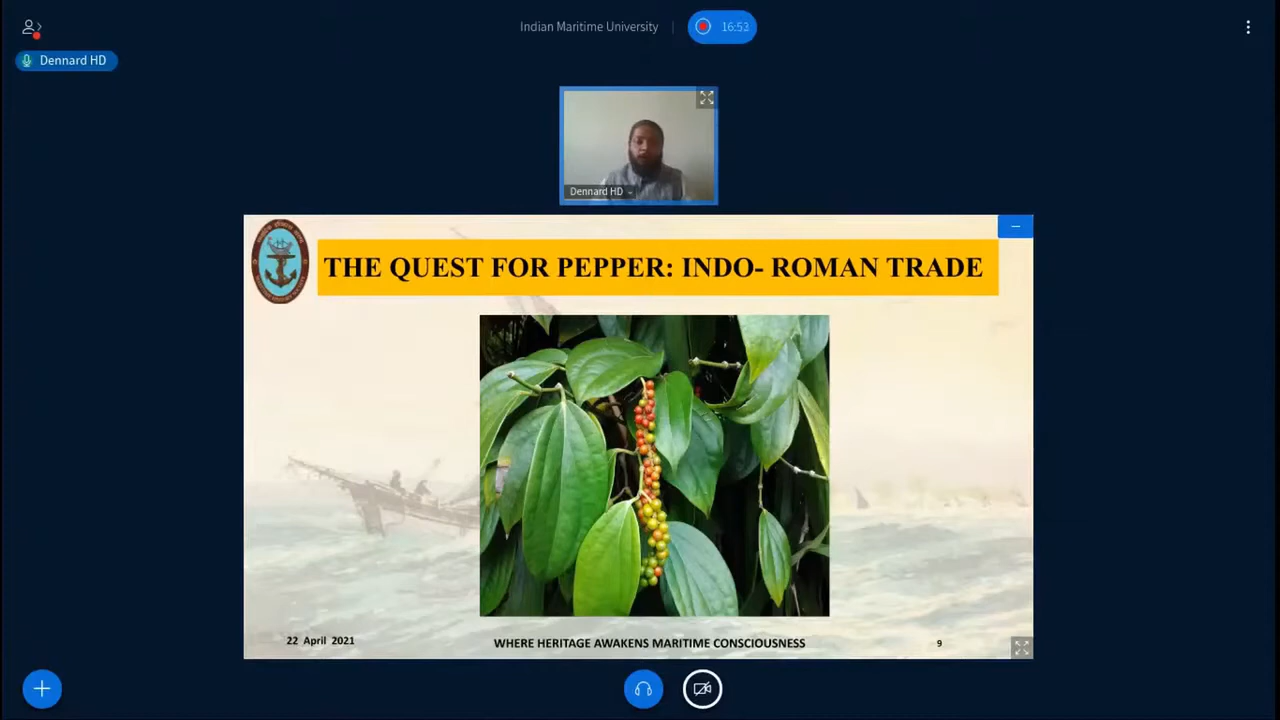 Indian Maritime University
16:53
Dennard HD
Dennard HD
THE QUEST FOR PEPPER: INDO- ROMAN TRADE
22 April 2021
WHERE HERITAGE AWAKENS MARITIME CONSCIOUSNESS
9